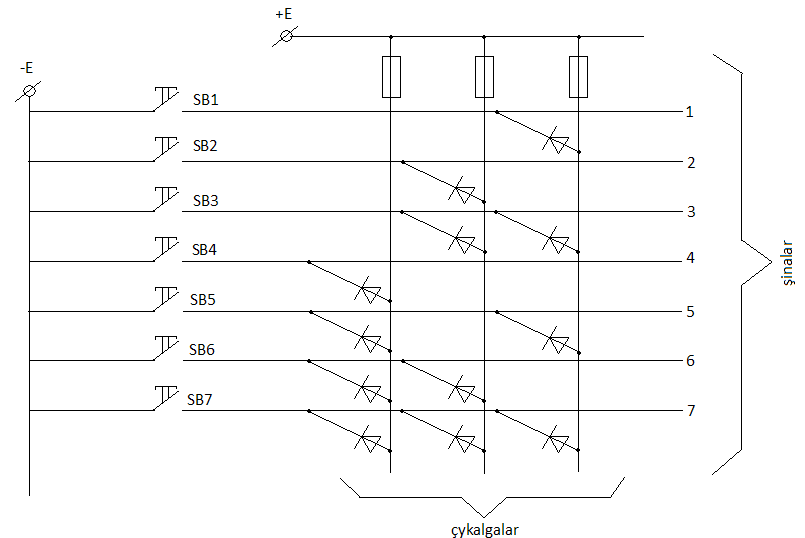 +E
-E
SB1
1
SB2
2
SB3
3
SB4
4
SB5
5
SB6
6
SB7
7
şinalar
çykalgalar